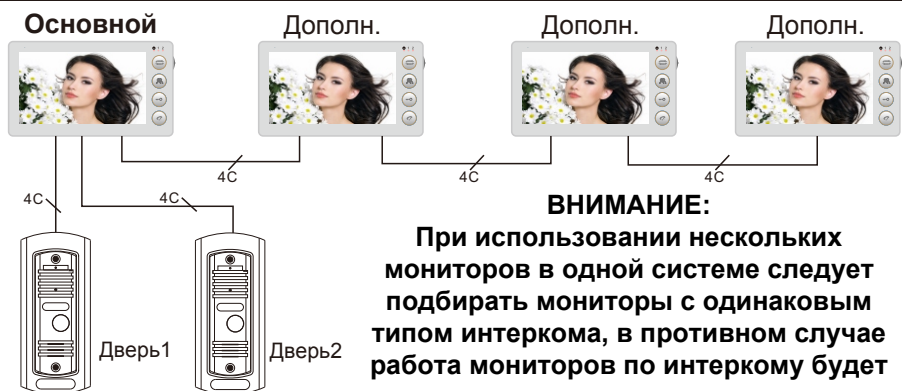 Основной
Дополн.
Дополн.
Дополн.
4C
4C
4C
4C
4C
Дверь1
Дверь2
ВНИМАНИЕ:
При использовании нескольких
мониторов в одной системе следует
подбирать мониторы с одинаковым
типом интеркома, в противном случае
работа мониторов по интеркому будет